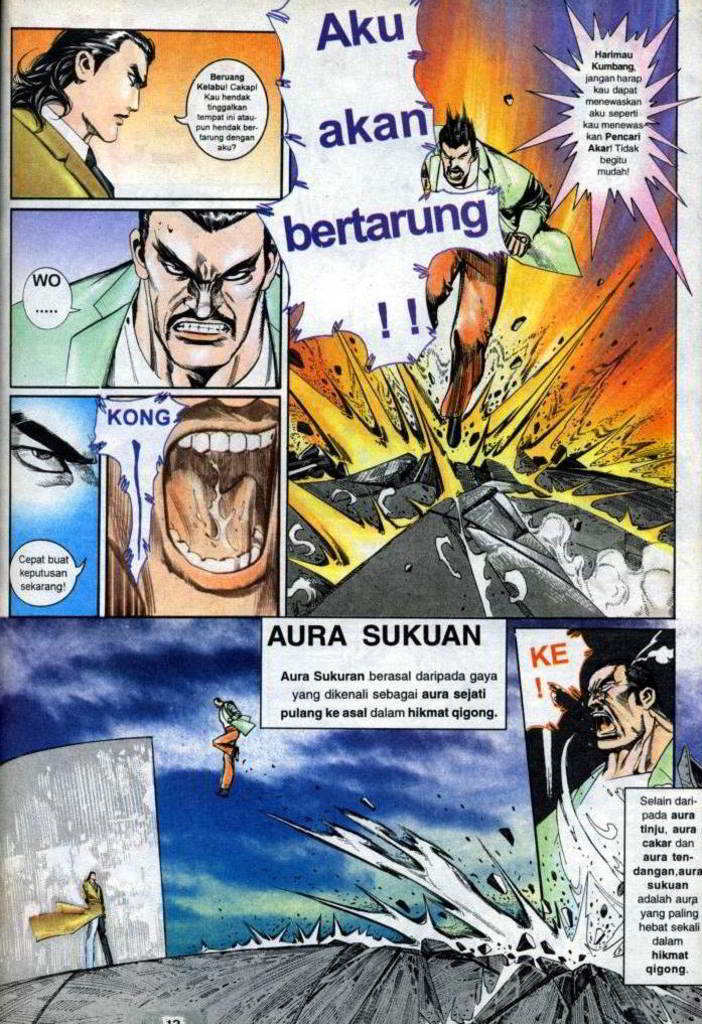 Beruang
Kelabu! Cakap!
Kau hendak
tinggalkan
tempat ini atau-
pun hendak ber-
tarung dengan
aku?
WO
.....
Cepat buat
keputusan
sekarang!
KONG
!
Aku
akan
bertarung
! !
Harimau
Kumbang,
jangan harap
kau dapat
menewaskan
aku seperti
kau menewas
kan Pencari
Akar! Tidak
begitu
mudah!
AURA SUKUAN
Aura Sukuran berasal daripada gaya
yang dikenali sebagai aura sejati
pulang ke asal dalam hikmat qigong.
KE
!
Selain dari-
pada aura
tinju, aura
cakar dan
aura ten-
dangan,aura
sukuan
adalah aura
yang paling
hebat sekali
dalam
hikmat
qigong.
12